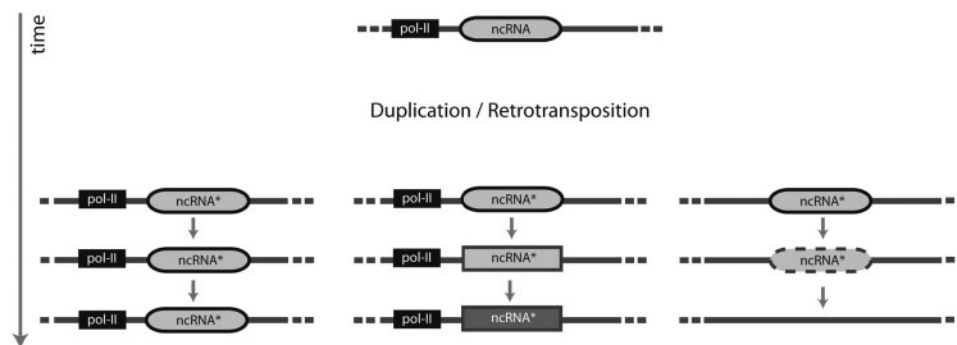 time
pol-II ncRNA
Duplication / Retrotransposition
pol-II ncRNA* pol-II ncRNA* ncRNA*
pol-II ncRNA* pol-II ncRNA* ncRNA*
pol-II ncRNA* pol-II ncRNA*